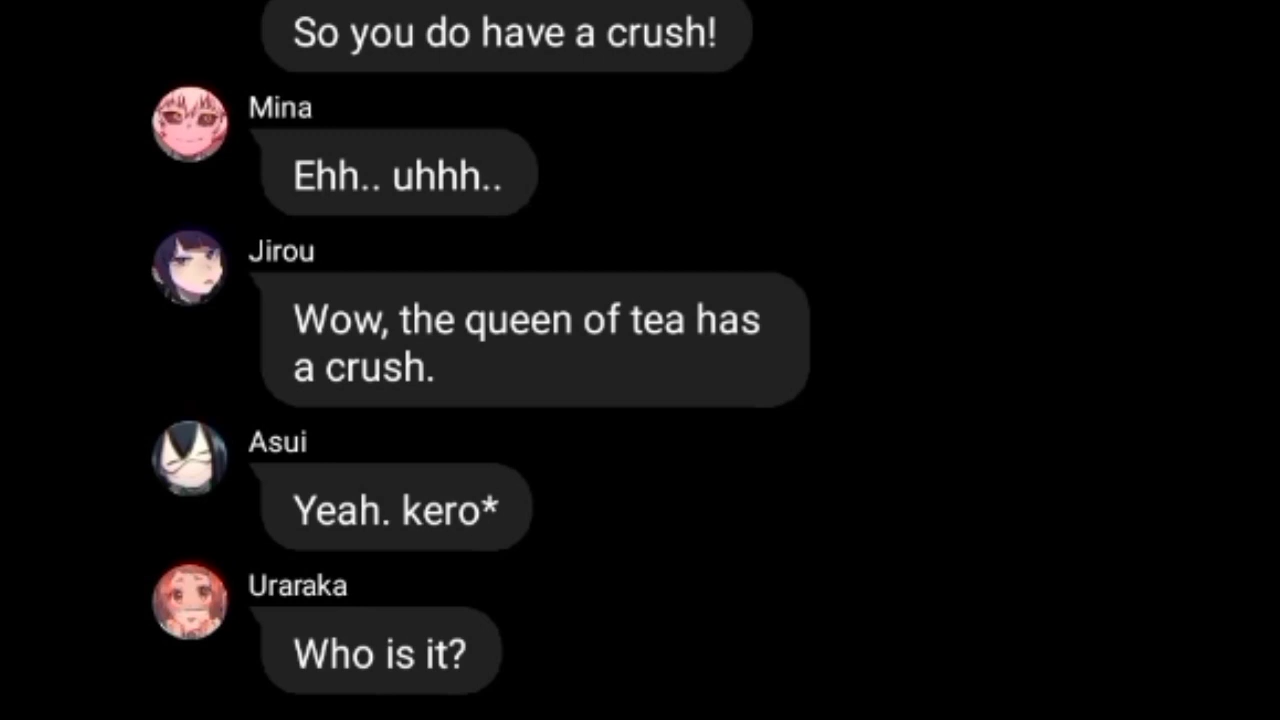 So you do have a crush!
Mina
Ehh.. uhhh..
Jirou
Wow, the queen of tea has
a crush.
Asui
Yeah. kero*
Uraraka
Who is it?